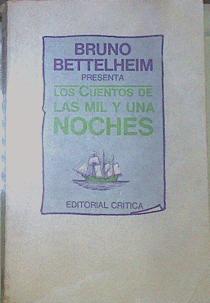 BRUNO
BETTELHEIM
PRESENTA
LOS CUENTOS DE
LAS MIL Y UNA
NOCHES
EDITORIAL CRITICA